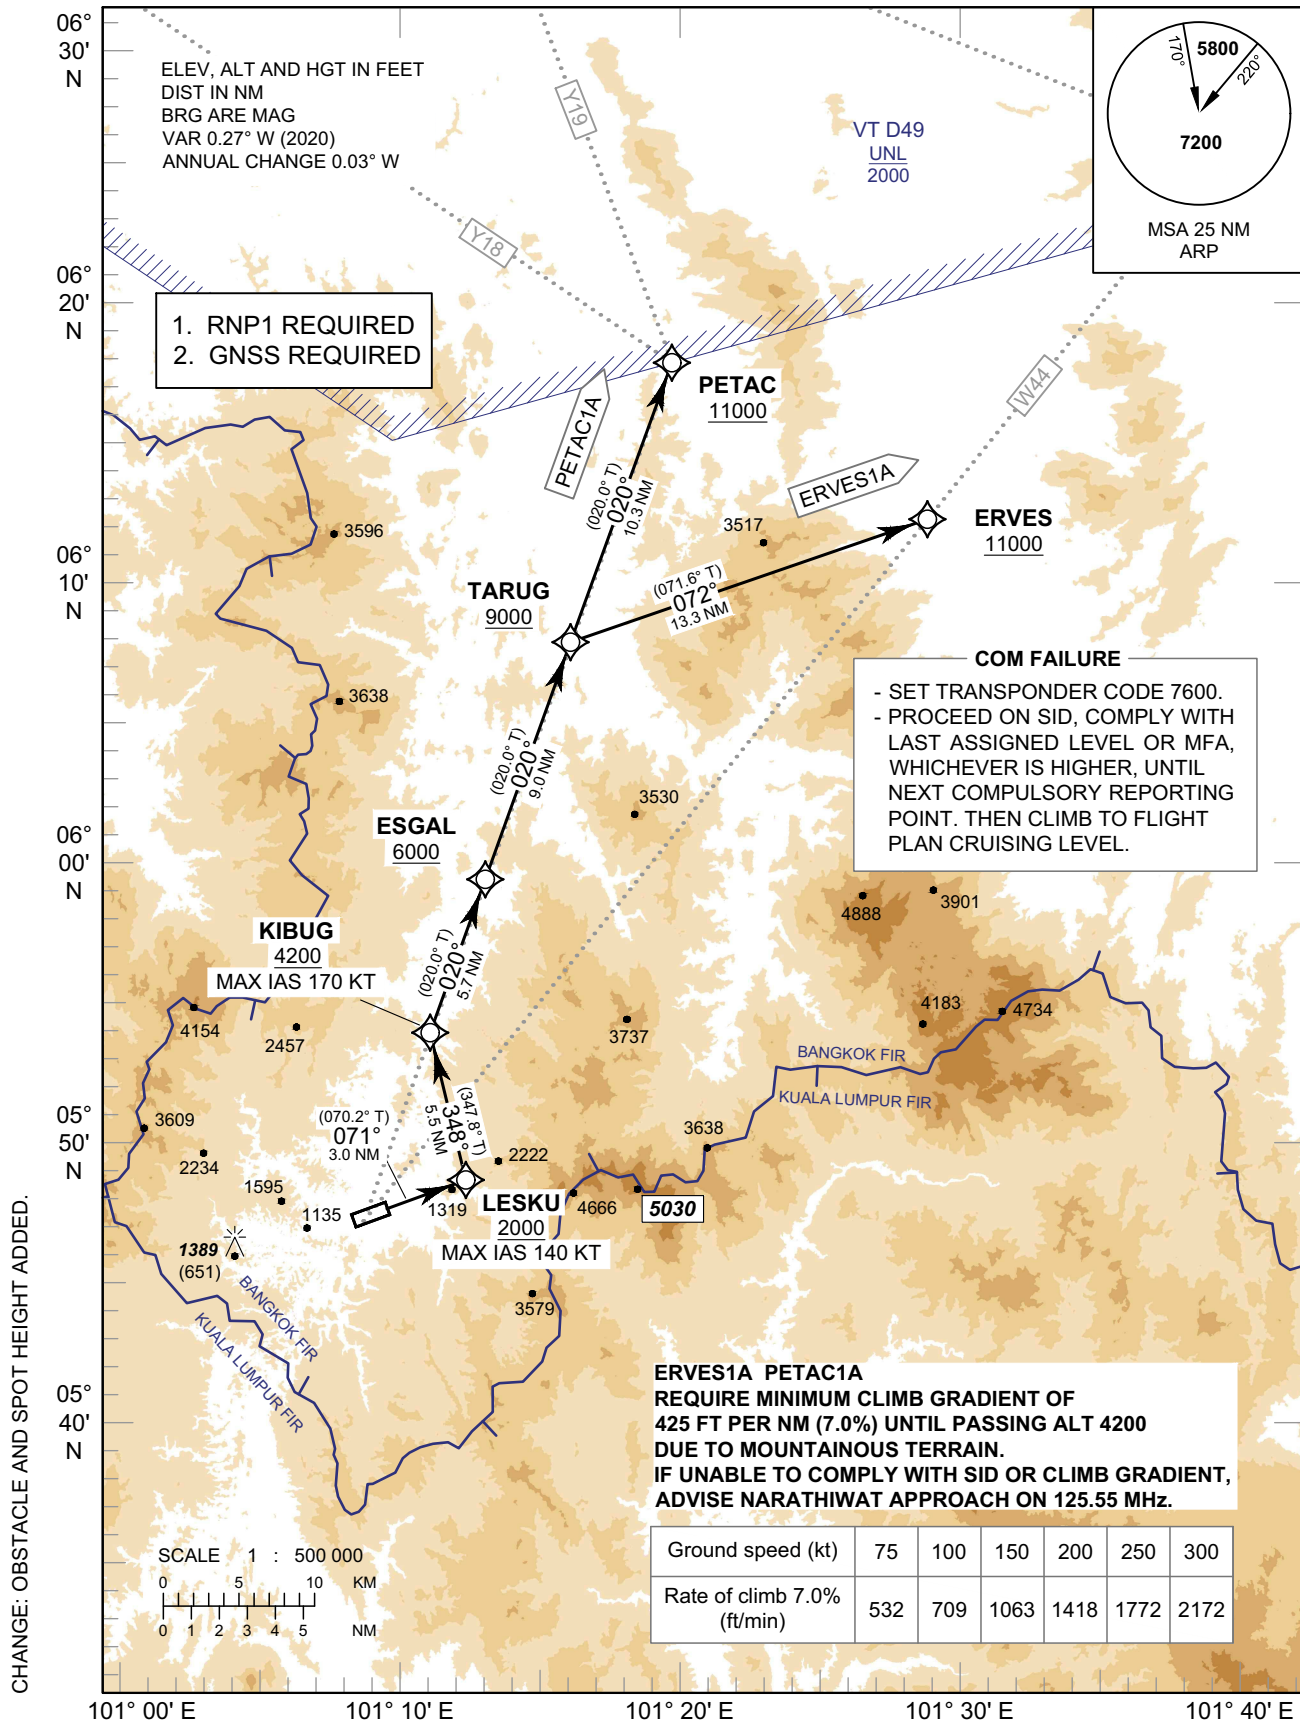 06°
30'
N
ELEV, ALT AND HGT IN FEET
DIST IN NM
BRG ARE MAG
VAR 0.27° W (2020)
ANNUAL CHANGE 0.03° W
Y19
Y18
VT D49
UNL
2000
170°
5800
220°
7200
MSA 25 NM
ARP
06°
20'
N
1. RNP1 REQUIRED
2. GNSS REQUIRED
PETAC
11000
W44
PETAC1A
ERVES1A
(020.0° T)
020°
10.3 NM
3596
3517
ERVES
11000
06°
10'
N
TARUG
9000
(071.6° T)
072°
13.3 NM
3638
COM FAILURE
- SET TRANSPONDER CODE 7600.
- PROCEED ON SID, COMPLY WITH
LAST ASSIGNED LEVEL OR MFA,
WHICHEVER IS HIGHER, UNTIL
NEXT COMPULSORY REPORTING
POINT. THEN CLIMB TO FLIGHT
PLAN CRUISING LEVEL.
(020.0° T)
020°
9.0 NM
3530
06°
00'
N
ESGAL
6000
4888
3901
KIBUG
4200
MAX IAS 170 KT
(020.0° T)
020°
5.7 NM
4154
2457
3737
4183
4734
BANGKOK FIR
KUALA LUMPUR FIR
05°
50'
N
3609
2234
(070.2° T)
071°
3.0 NM
(347.8° T)
348°
5.5 NM
2222
3638
1595
1135
1319
LESKU
2000
MAX IAS 140 KT
4666
5030
1389
(651)
BANGKOK FIR
KUALA LUMPUR FIR
3579
05°
40'
N
ERVES1A PETAC1A
REQUIRE MINIMUM CLIMB GRADIENT OF
425 FT PER NM (7.0%) UNTIL PASSING ALT 4200
DUE TO MOUNTAINOUS TERRAIN.
IF UNABLE TO COMPLY WITH SID OR CLIMB GRADIENT,
ADVISE NARATHIWAT APPROACH ON 125.55 MHz.
Ground speed (kt) 75 100 150 200 250 300
Rate of climb 7.0% (ft/min) 532 709 1063 1418 1772 2172
SCALE 1 : 500 000
0 5 10 KM
0 1 2 3 4 5 NM
101° 00' E
101° 10' E
101° 20' E
101° 30' E
101° 40' E
CHANGE: OBSTACLE AND SPOT HEIGHT ADDED.